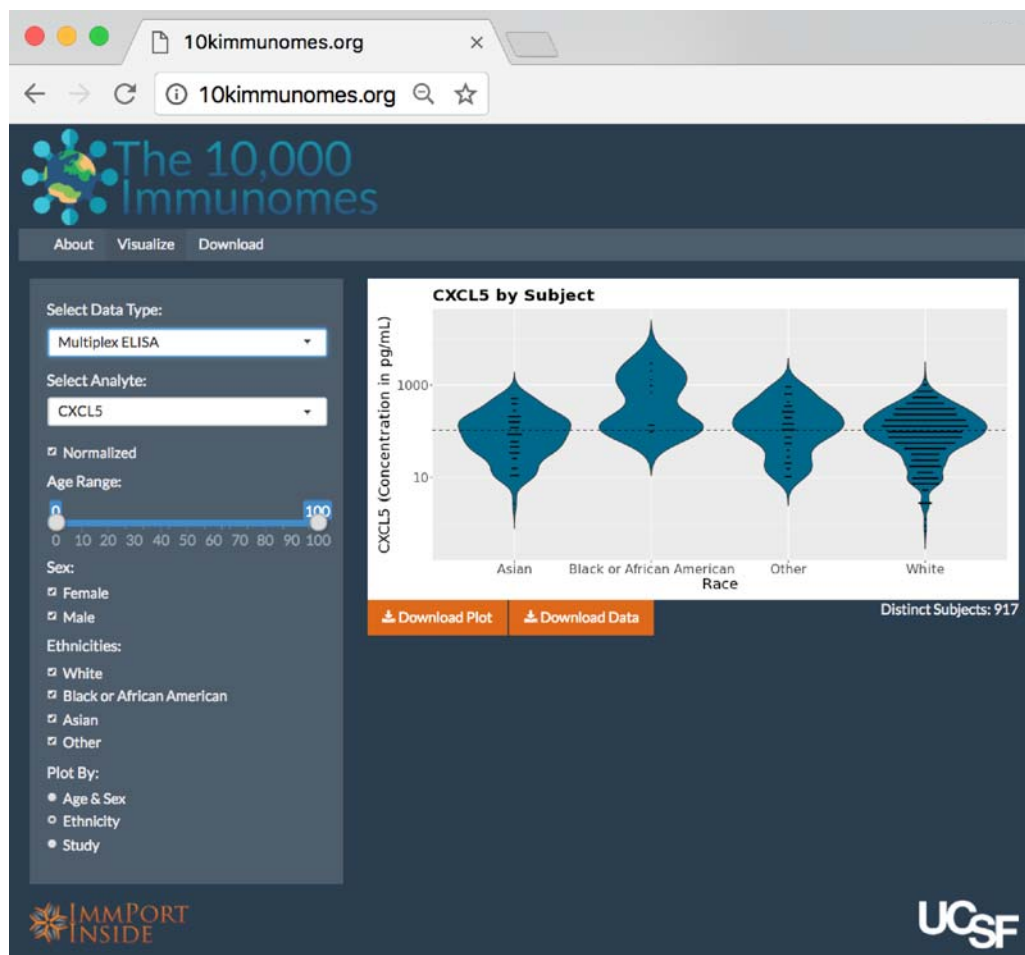 10kimmunomes.org
10kimmunomes.org
The 10,000
Immunomes
About Visualize Download
Select Data Type:
Multiplex ELISA
Select Analyte:
CXCL5
Normalized
Age Range:
0 100
0 10 20 30 40 50 60 70 80 90 100
Sex:
Female
Male
Ethnicities:
White
Black or African American
Asian
Other
Plot By:
Age & Sex
Ethnicity
Study
CXCL5 by Subject
CXCL5 (Concentration in pg/mL)
1000
10
Asian Black or African American Other White
Race
Download Plot Download Data
Distinct Subjects: 917
IMMPORT
INSIDE
UCSF